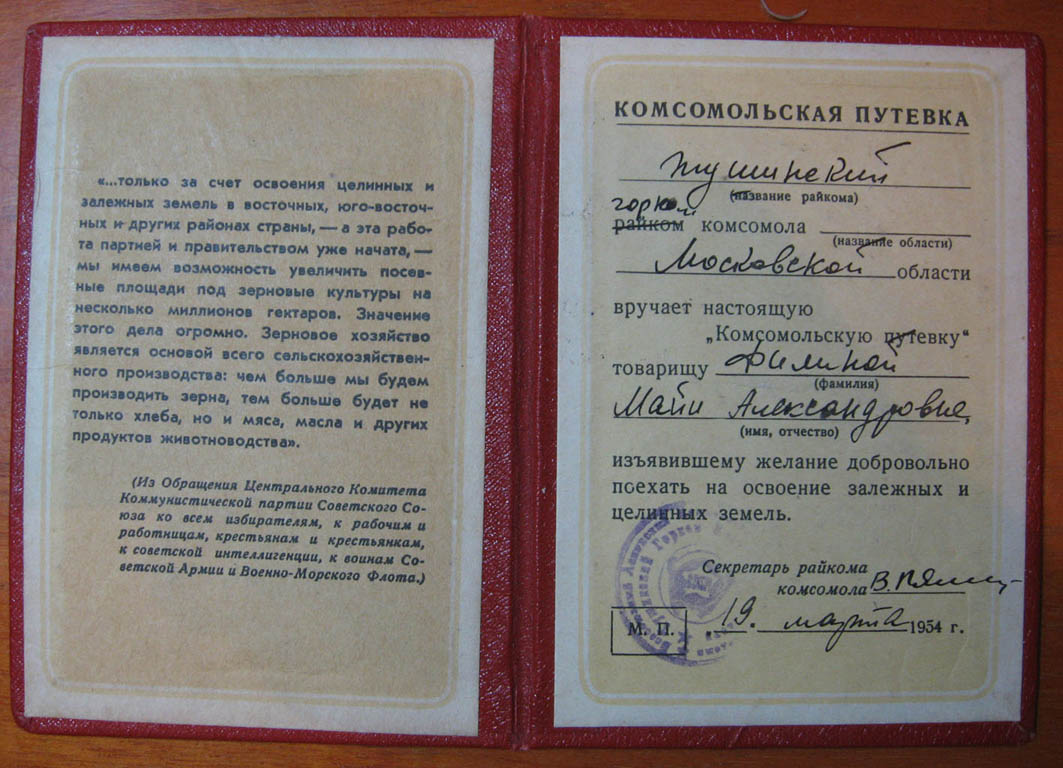 «...только за счет освоения целинных и
залежных земель в восточных, юго-восточ-
ных и других районах страны, — а эта рабо-
та партией и правительством уже начата, —
мы имеем возможность увеличить посев-
ные площади под зерновые культуры на
несколько миллионов гектаров. Значение
этого дела огромно. Зерновое хозяйство
является основой всего сельскохозяйствен-
ного производства: чем больше мы будем
производить зерна, тем больше будет не
только хлеба, но и мяса, масла и других
продуктов животноводства».
(Из Обращения Центрального Комитета
Коммунистической партии Советского Со-
юза ко всем избирателям, к рабочим и
работницам, крестьянам и крестьянкам,
к советской интеллигенции, к воинам Со-
ветской Армии и Военно-Морского Флота.)
КОМСОМОЛЬСКАЯ ПУТЕВКА
Тушинский
(название райкома)
горком
райком комсомола
(название области)
Московской области
вручает настоящую
„Комсомольскую путевку“
товарищу Филиной
(фамилия)
Майи Александровне,
(имя, отчество)
изъявившему желание добровольно
поехать на освоение залежных и
целинных земель.
Секретарь райкома
комсомола В.
М. П. „19. марта 1954 г.